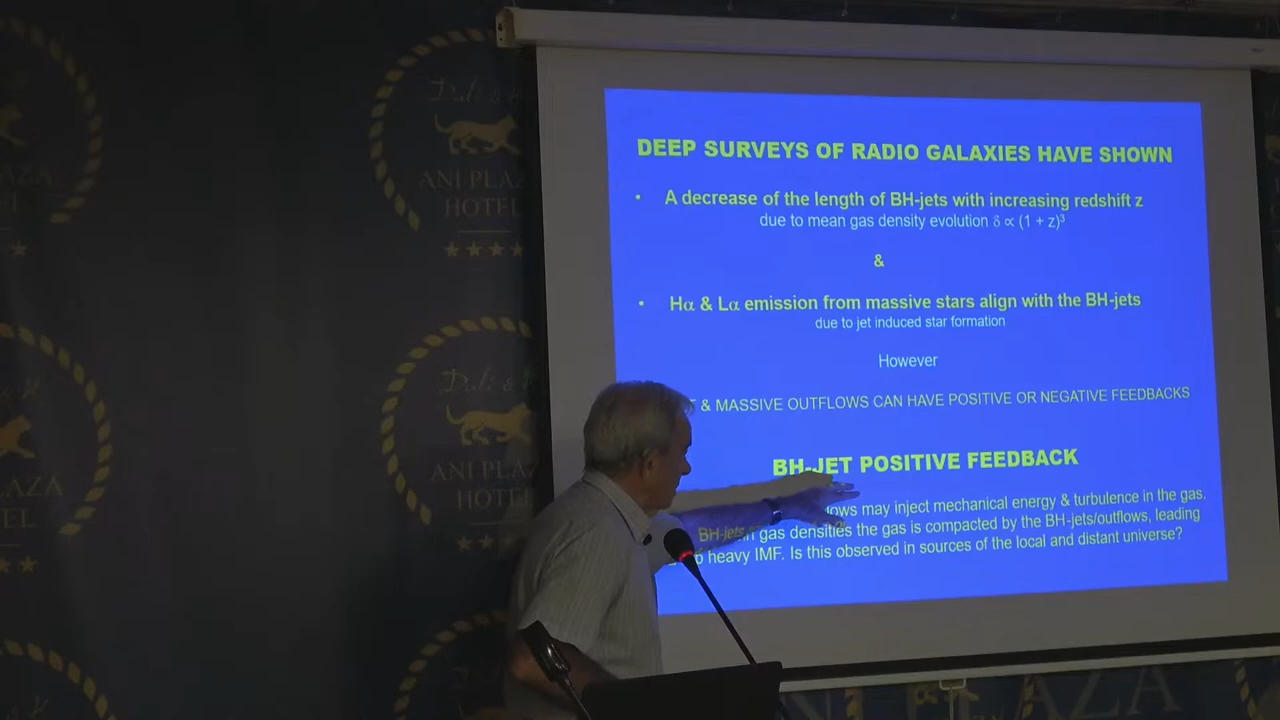 DEEP SURVEYS OF RADIO GALAXIES HAVE SHOWN
• A decrease of the length of BH-jets with increasing redshift z
due to mean gas density evolution δ ∝ (1 + z)³
&
• Hα & Lα emission from massive stars align with the BH-jets
due to jet induced star formation
However
& MASSIVE OUTFLOWS CAN HAVE POSITIVE OR NEGATIVE FEEDBACKS
BH-JET POSITIVE FEEDBACK
may inject mechanical energy & turbulence in the gas.
gas densities the gas is compacted by the BH-jets/outflows, leading
heavy IMF. Is this observed in sources of the local and distant universe?
ANI PLAZA
HOTEL
ANI PLAZA
HOTEL